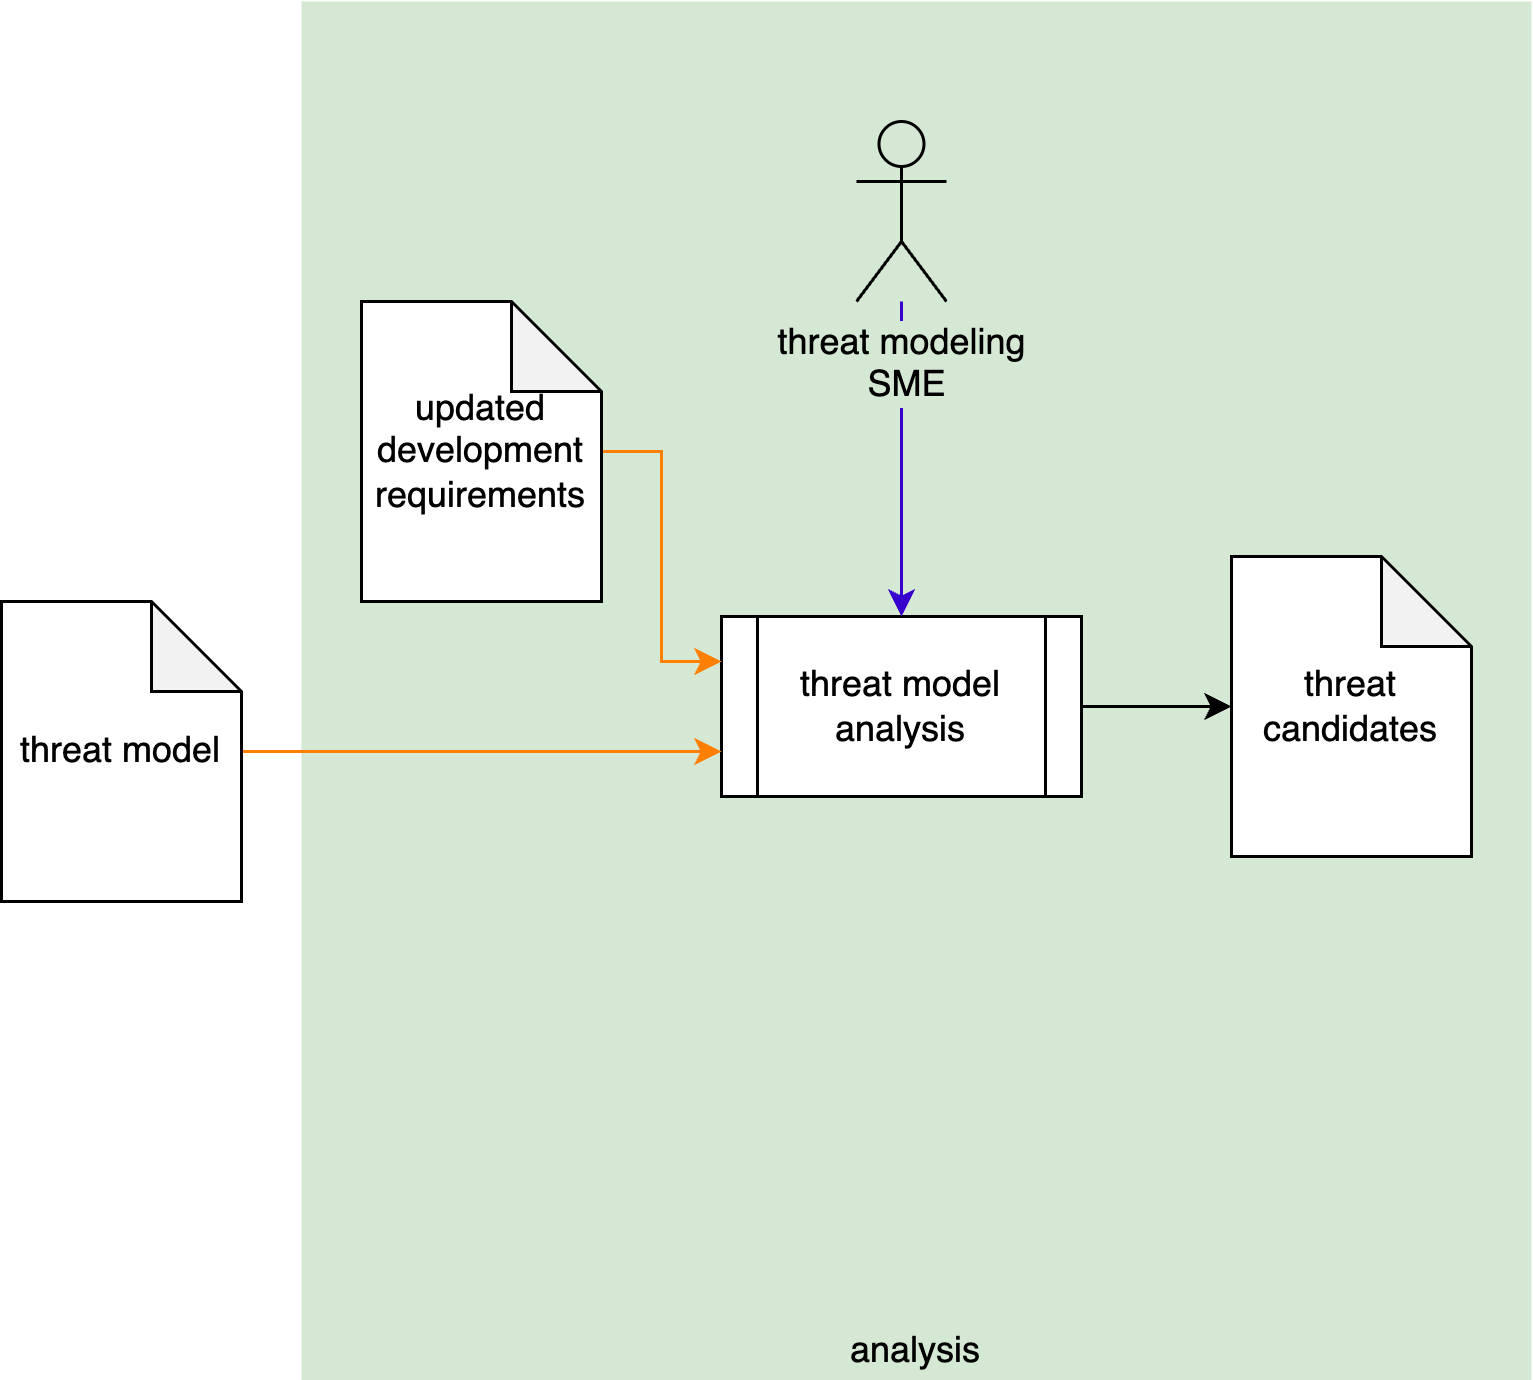 threat modeling
SME
updated
development
requirements
threat model
threat model
analysis
threat
candidates
analysis